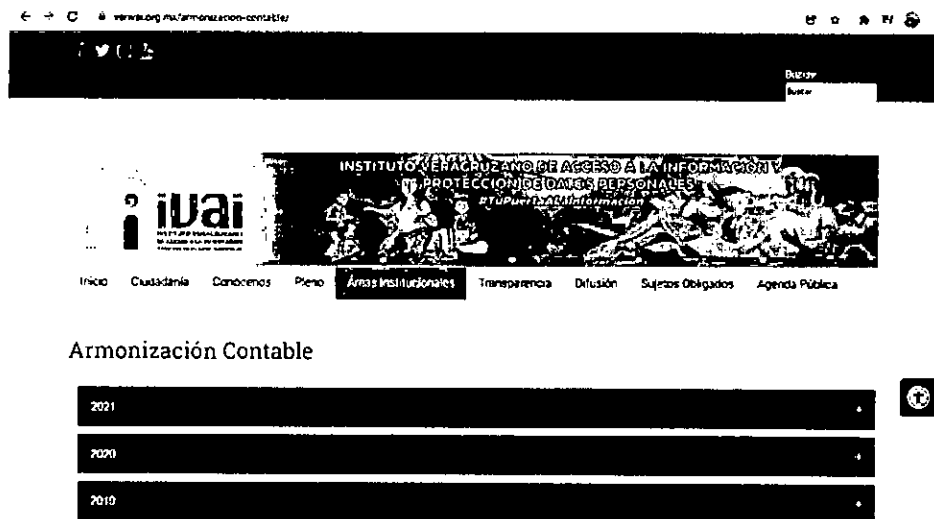 Buscar
Buscar
INSTITUTO VERACRUZANO DE ACCESO A LA INFORMACIÓN Y
PROTECCIÓN DE DATOS PERSONALES
ivai
Inicio Ciudadanía Conócenos Pleno Áreas Institucionales Transparencia Difusión Sujetos Obligados Agenda Pública
Armonización Contable
2021 +
2020 +
2019 +